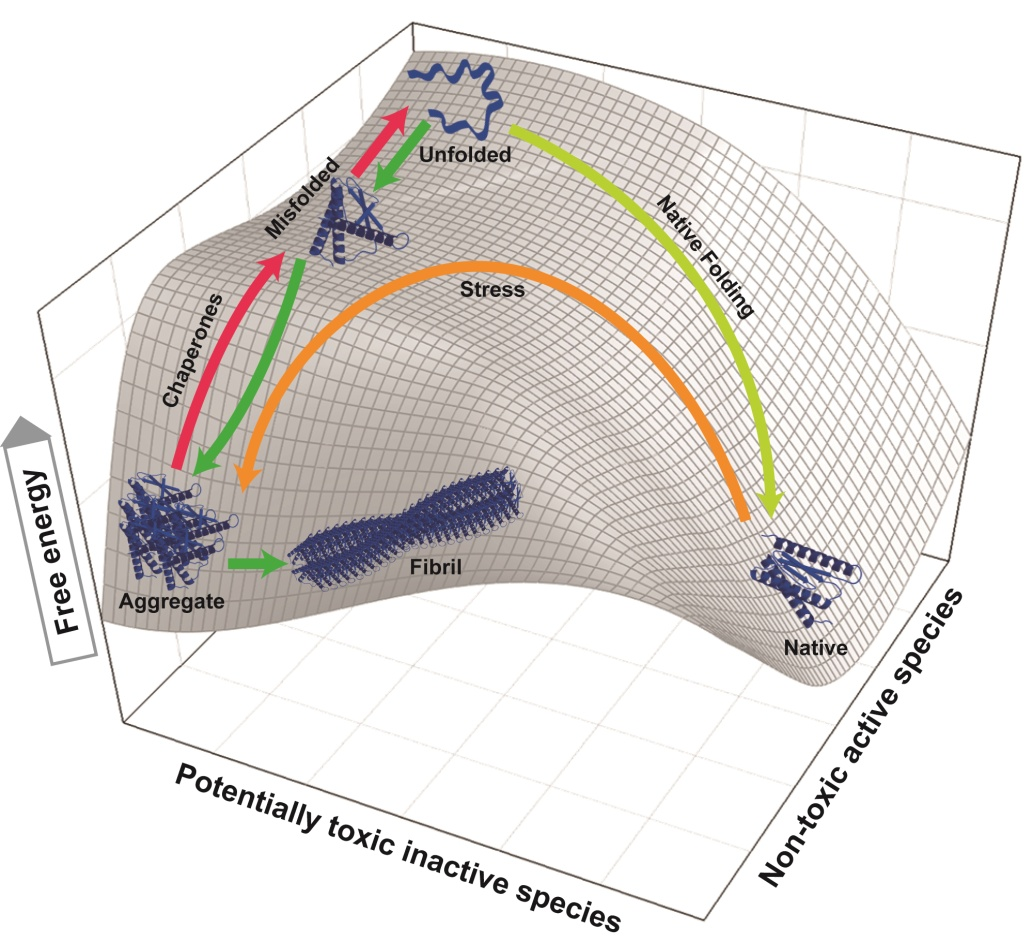 Unfolded
Misfolded
Native Folding
Stress
Chaperones
Free energy
Fibril
Aggregate
Native
Potentially toxic inactive species
Non-toxic active species